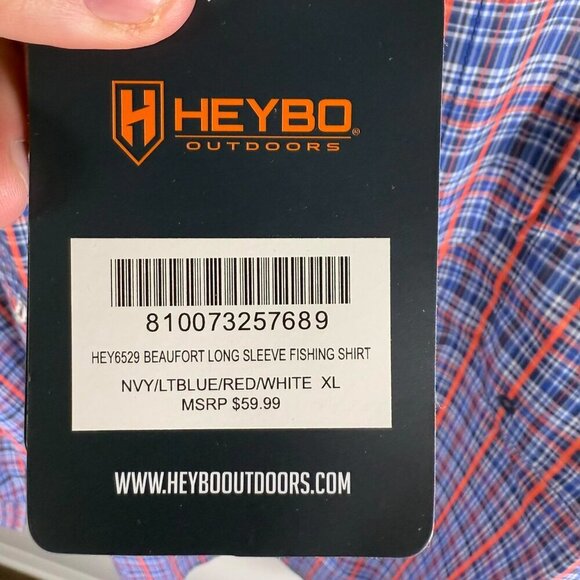 H HEYBO®
OUTDOORS
810073257689
HEY6529 BEAUFORT LONG SLEEVE FISHING SHIRT
NVY/LTBLUE/RED/WHITE XL
MSRP $59.99
WWW.HEYBOOUTDOORS.COM